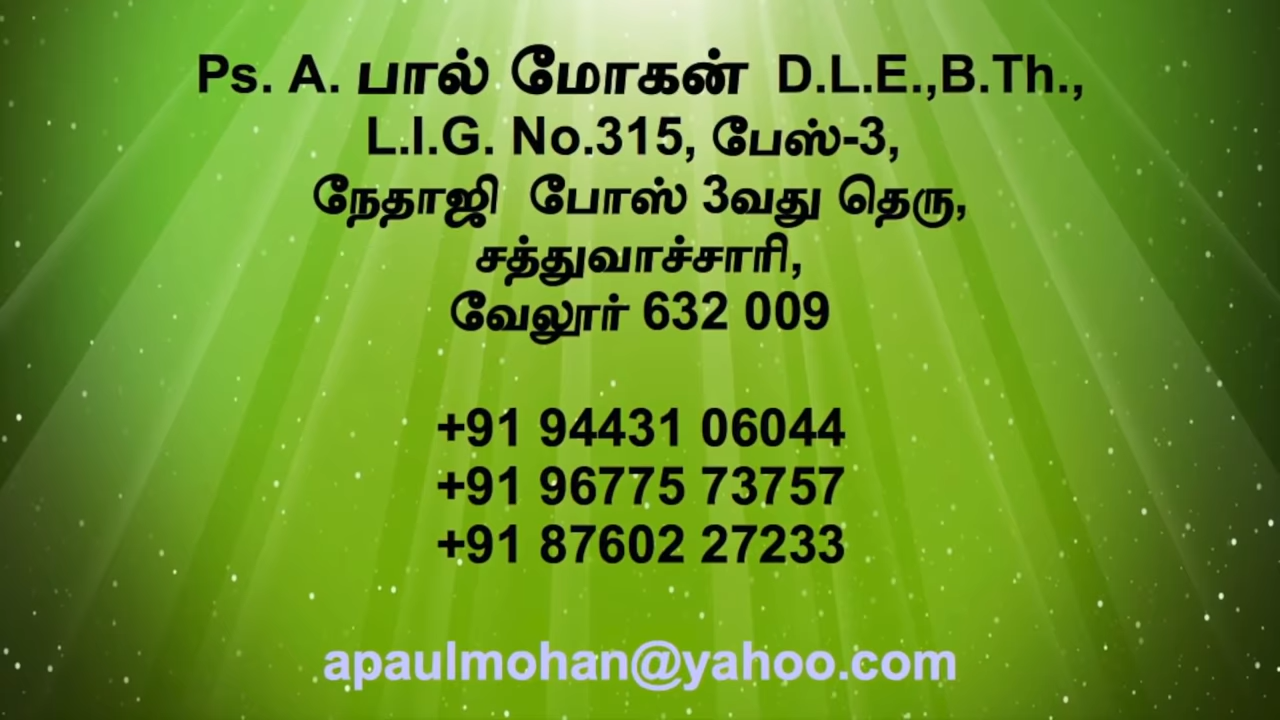 Ps. A. பால் மோகன் D.L.E.,B.Th.,
L.I.G. No.315, பேஸ்-3,
நேதாஜி போஸ் 3வது தெரு,
சத்துவாச்சாரி,
வேலூர் 632 009
+91 94431 06044
+91 96775 73757
+91 87602 27233
apaulmohan@yahoo.com